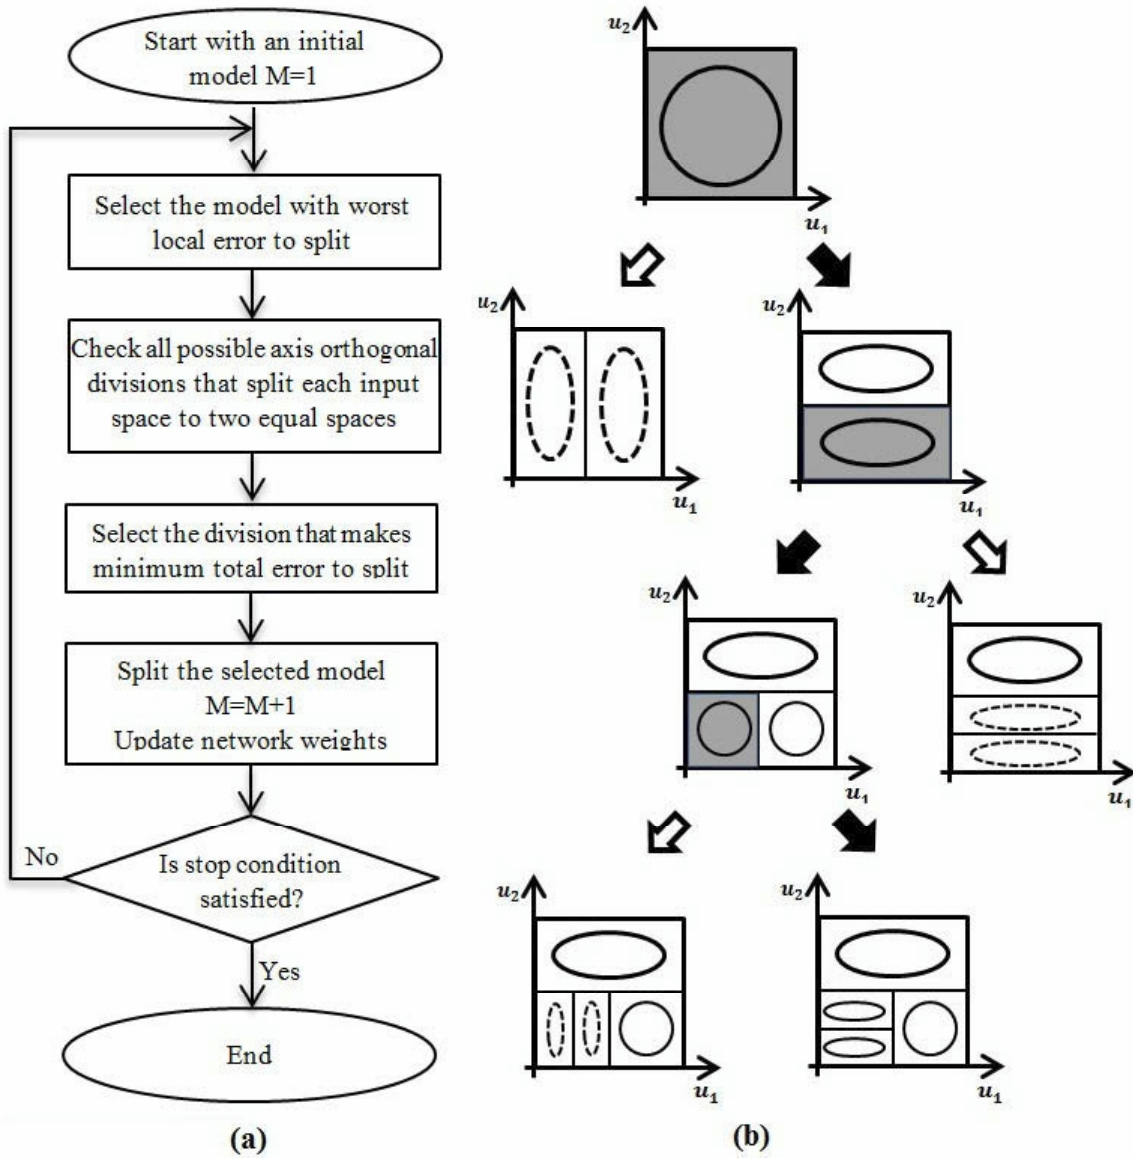 Start with an initial
model M=1
Select the model with worst
local error to split
Check all possible axis orthogonal
divisions that split each input
space to two equal spaces
Select the division that makes
minimum total error to split
Split the selected model
M=M+1
Update network weights
Is stop condition
satisfied?
No
Yes
End
(a)
u₂
u₁
u₂
u₁
u₂
u₁
u₂
u₁
u₂
u₁
u₂
u₁
u₂
u₁
(b)